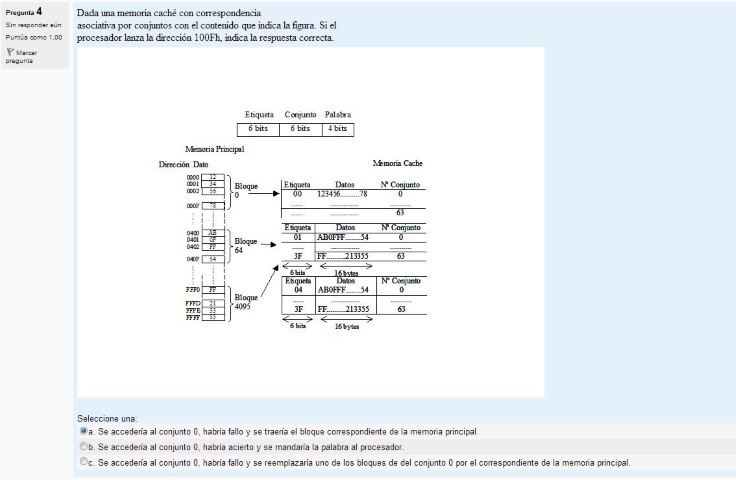 Pregunta 4
Sin responder aún
Puntúa como 1,00
Marcar
pregunta
Dada una memoria caché con correspondencia
asociativa por conjuntos con el contenido que indica la figura. Si el
procesador lanza la dirección 100Fh, indica la respuesta correcta.
Etiqueta Conjunto Palabra
6 bits 6 bits 4 bits
Memoria Principal
Dirección Dato
Memoria Cache
0000 12
0001 34
0002 56
Bloque
0
000F 78
Etiqueta Datos Nº Conjunto
00 123456..........78 0
63
0400 AB
0401 0F
0402 FF
Bloque
64
040F 54
Etiqueta Datos Nº Conjunto
01 AB0FFF........54 0
3F FF..........213355 63
6 bits 16 bytes
FFF0 FF
Bloque
4095
FFFD 21
FFFE 33
FFFF 55
Etiqueta Datos Nº Conjunto
04 AB0FFF........54 0
3F FF..........213355 63
6 bits 16 bytes
Seleccione una:
a. Se accedería al conjunto 0, habría fallo y se traería el bloque correspondiente de la memoria principal.
b. Se accedería al conjunto 0, habría acierto y se mandaría la palabra al procesador.
c. Se accedería al conjunto 0, habría fallo y se reemplazaría uno de los bloques de del conjunto 0 por el correspondiente de la memoria principal.